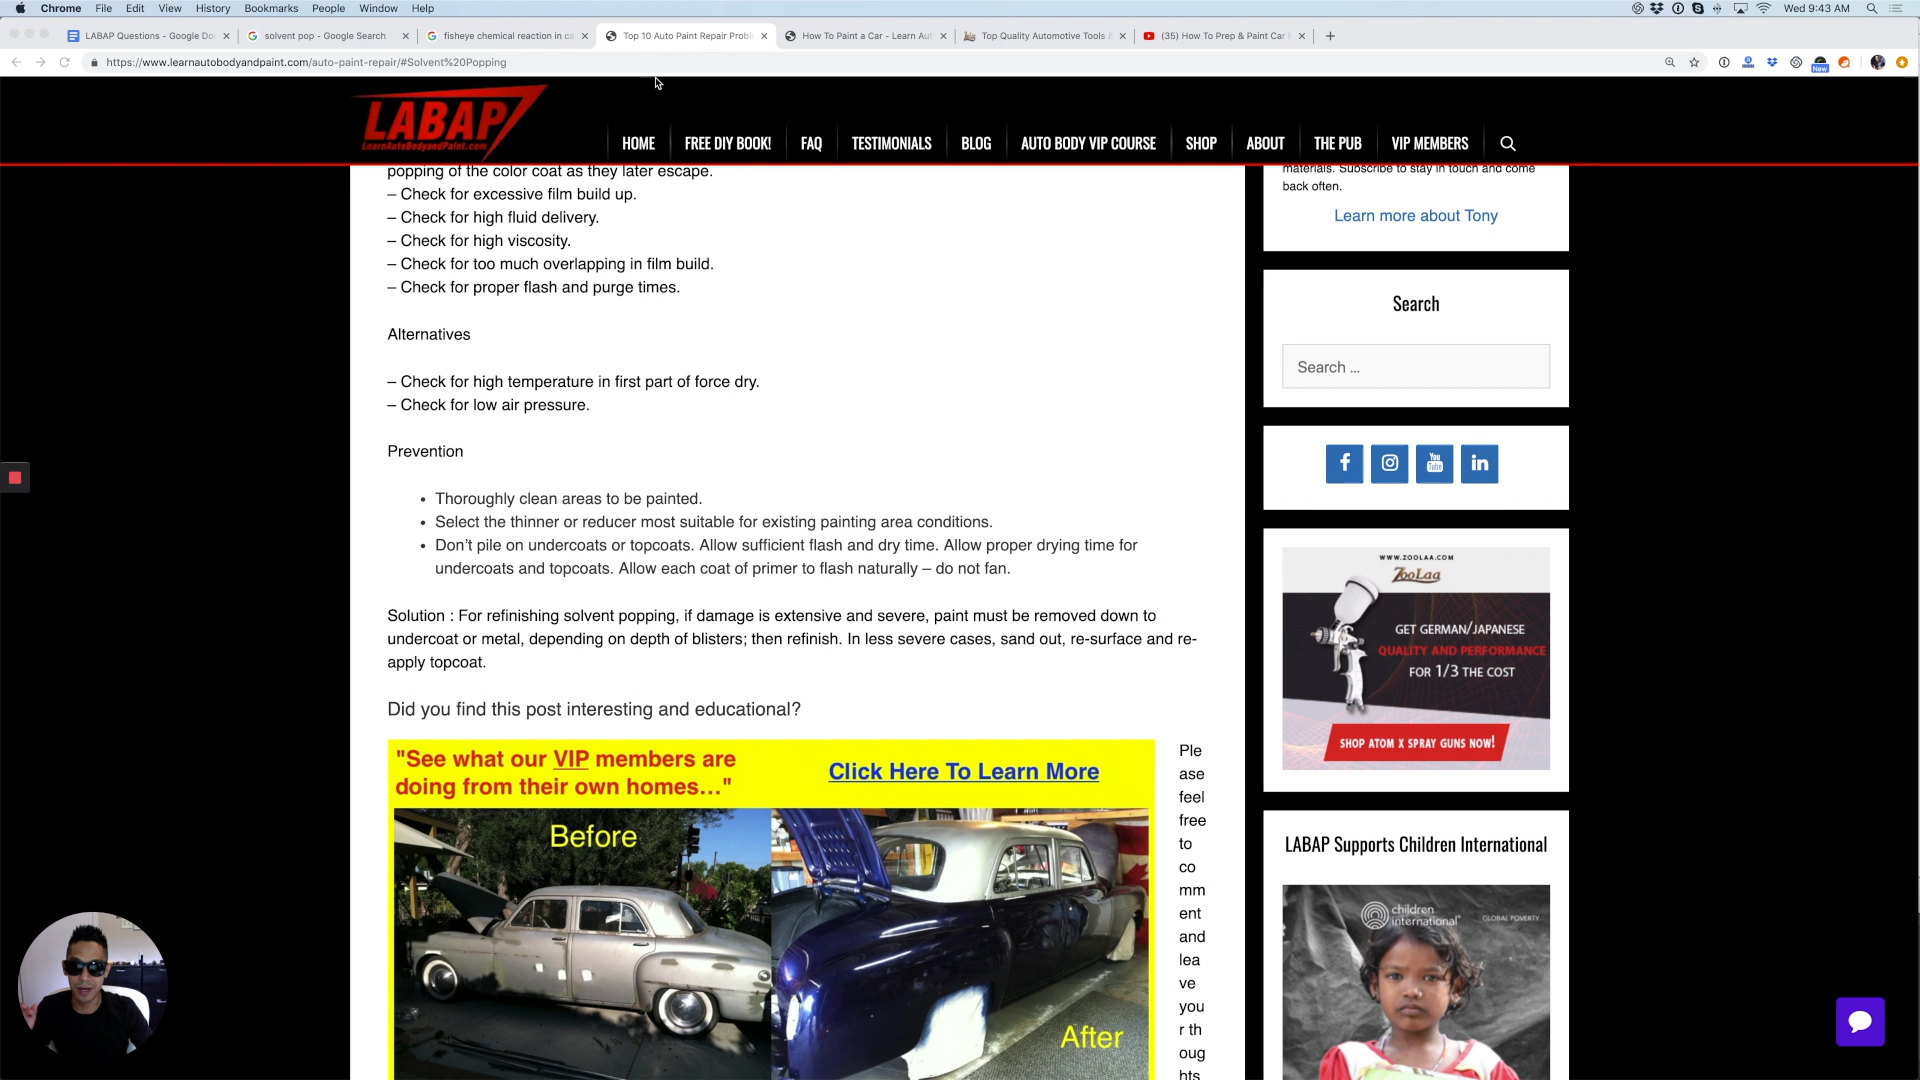 Chrome File Edit View History Bookmarks People Window Help Wed 9:43 AM
LABAP Questions - Google Do solvent pop - Google Search fisheye chemical reaction in ca Top 10 Auto Paint Repair Probl How To Paint a Car - Learn Aut Top Quality Automotive Tools & (35) How To Prep & Paint Car
https://www.learnautobodyandpaint.com/auto-paint-repair/#Solvent%20Popping
New
LABAP
LearnAutoBodyandPaint.com
HOME FREE DIY BOOK! FAQ TESTIMONIALS BLOG AUTO BODY VIP COURSE SHOP ABOUT THE PUB VIP MEMBERS
popping of the color coat as they later escape.
– Check for excessive film build up.
– Check for high fluid delivery.
– Check for high viscosity.
– Check for too much overlapping in film build.
– Check for proper flash and purge times.
Alternatives
– Check for high temperature in first part of force dry.
– Check for low air pressure.
Prevention
• Thoroughly clean areas to be painted.
• Select the thinner or reducer most suitable for existing painting area conditions.
• Don’t pile on undercoats or topcoats. Allow sufficient flash and dry time. Allow proper drying time for
undercoats and topcoats. Allow each coat of primer to flash naturally – do not fan.
Solution : For refinishing solvent popping, if damage is extensive and severe, paint must be removed down to
undercoat or metal, depending on depth of blisters; then refinish. In less severe cases, sand out, re-surface and re-
apply topcoat.
Did you find this post interesting and educational?
"See what our VIP members are
doing from their own homes..."
Click Here To Learn More
Before
After
Ple
ase
feel
free
to
co
mm
ent
and
lea
ve
you
r th
oug
hts
materials. Subscribe to stay in touch and come
back often.
Learn more about Tony
Search
Search ...
You
Tube
WWW.ZOOLAA.COM
ZooLaa
GET GERMAN/JAPANESE
QUALITY AND PERFORMANCE
FOR 1/3 THE COST
SHOP ATOM X SPRAY GUNS NOW!
LABAP Supports Children International
children
international
GLOBAL POVERTY